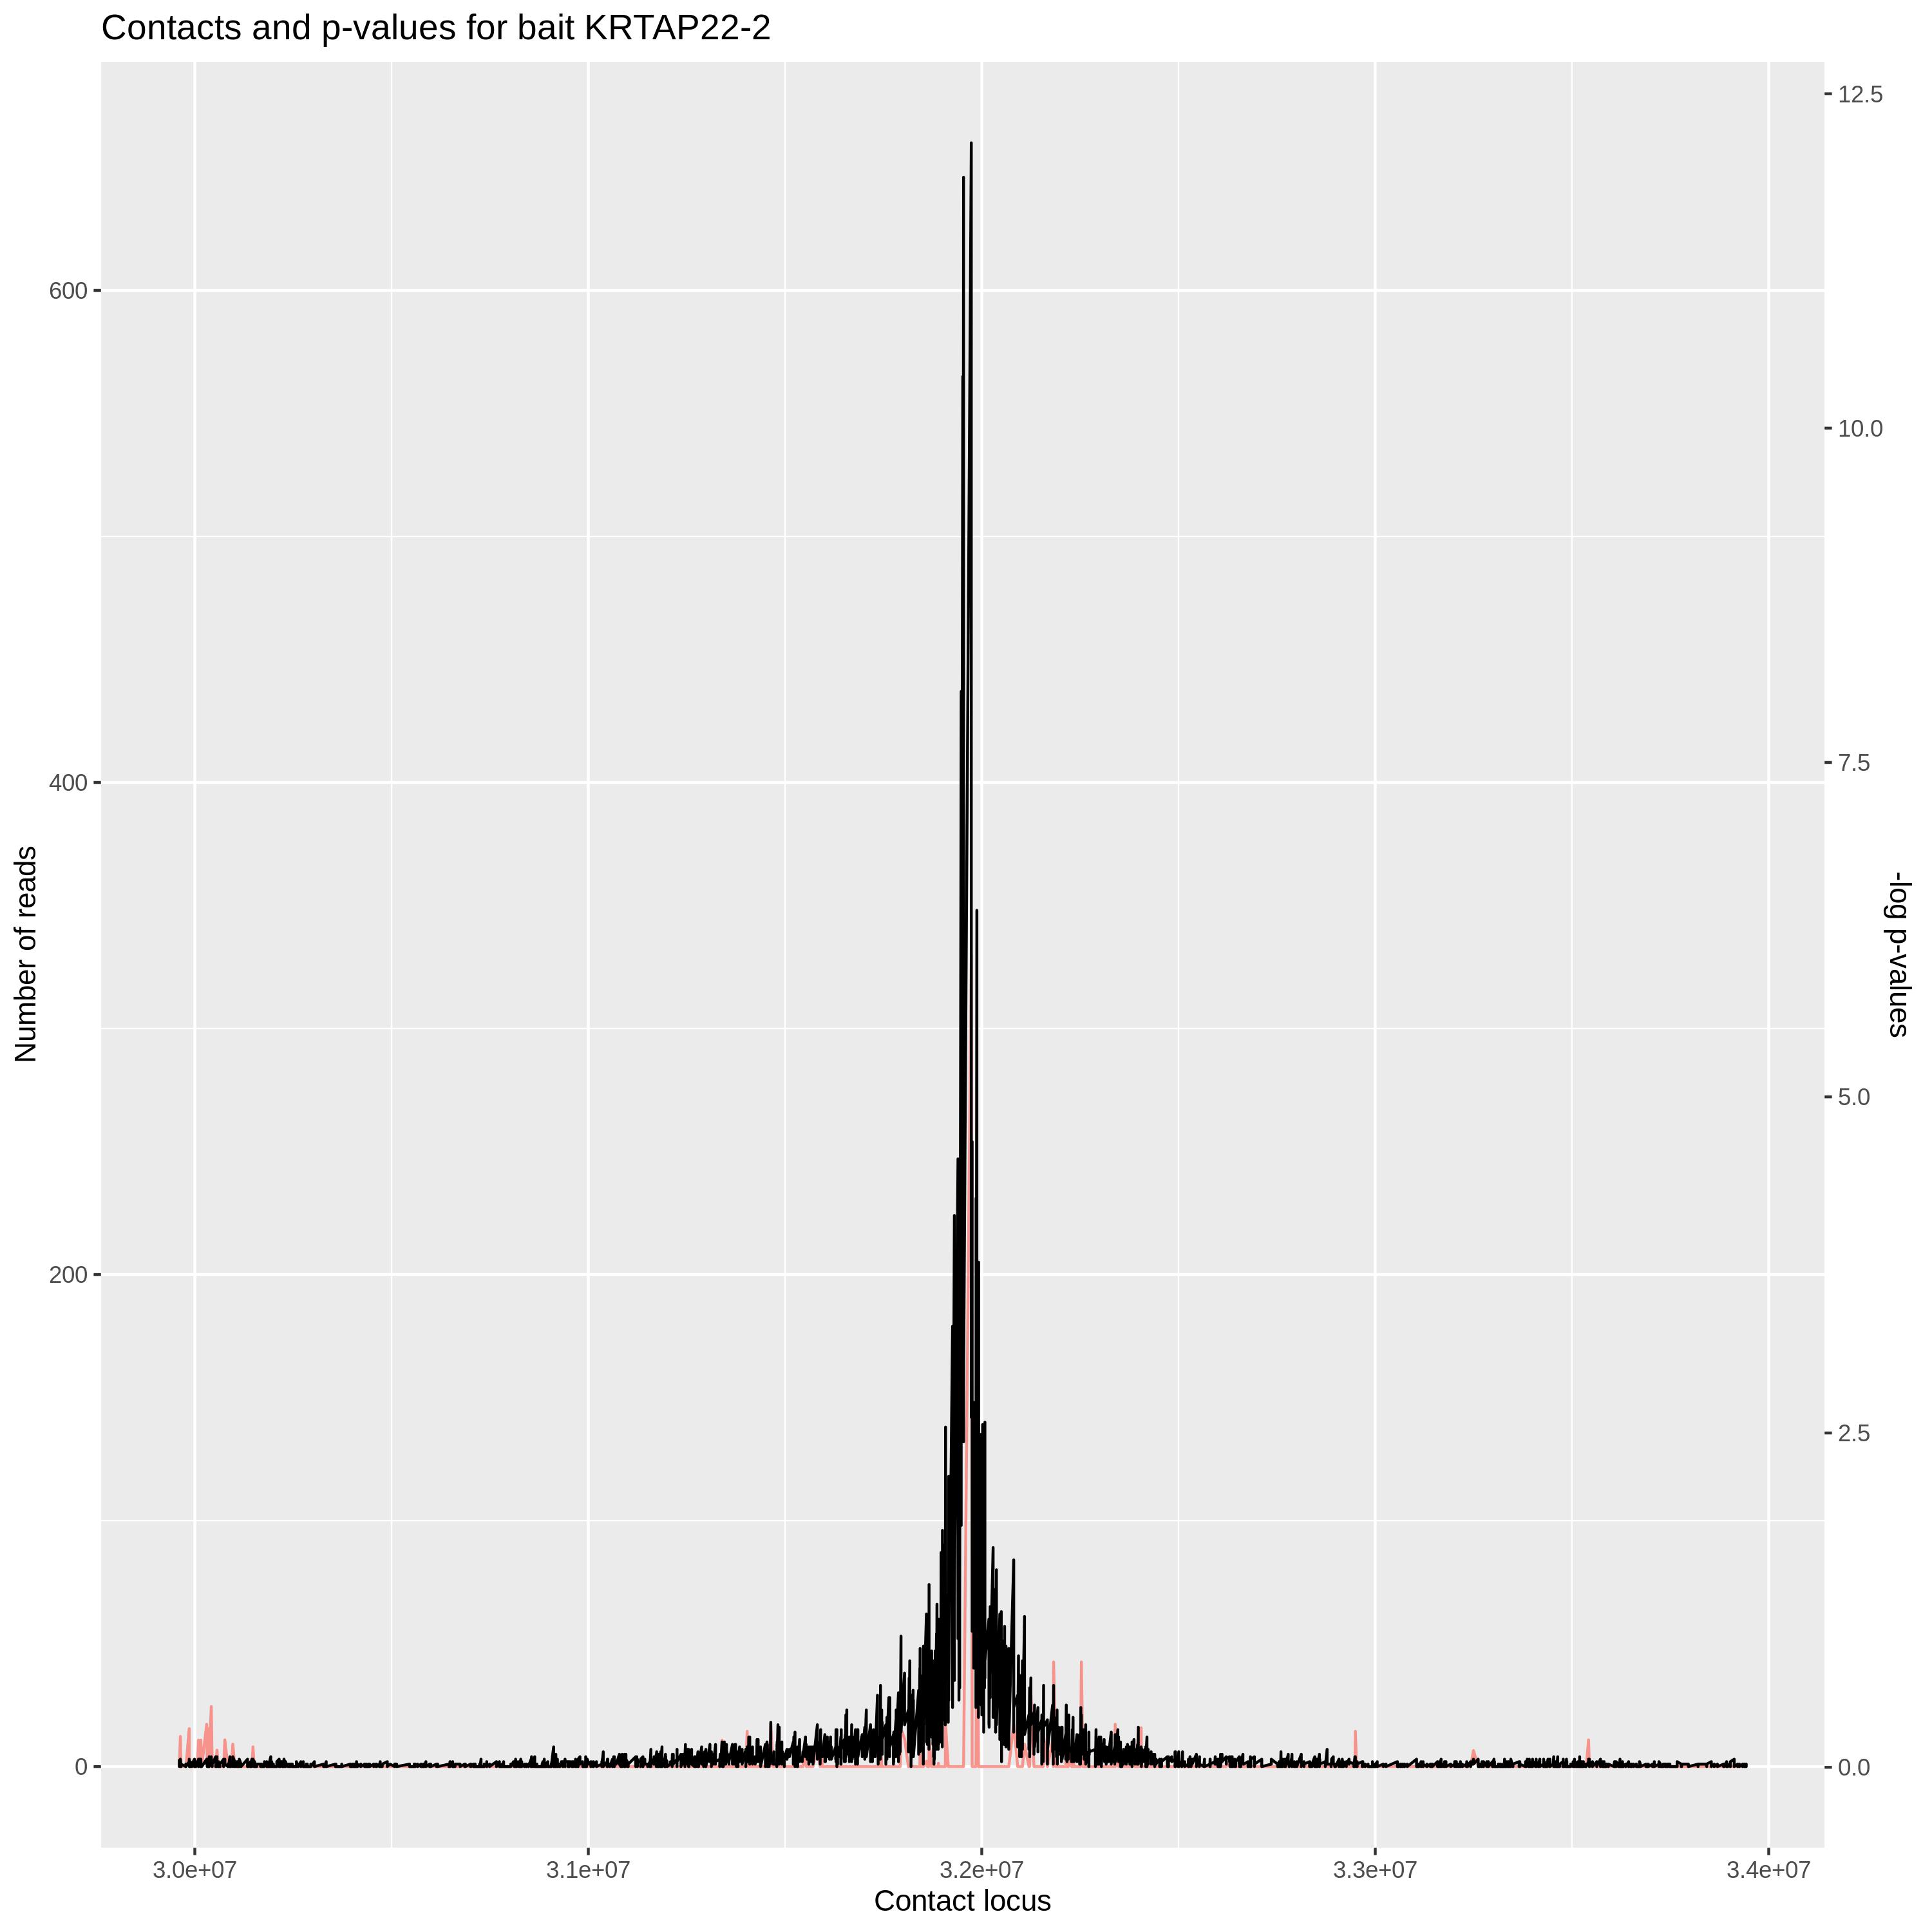 Contacts and p-values for bait KRTAP22-2
12.5
600
10.0
400
7.5
Number of reads
-log p-values
5.0
200
2.5
0
0.0
3.0e+07
3.1e+07
3.2e+07
3.3e+07
3.4e+07
Contact locus